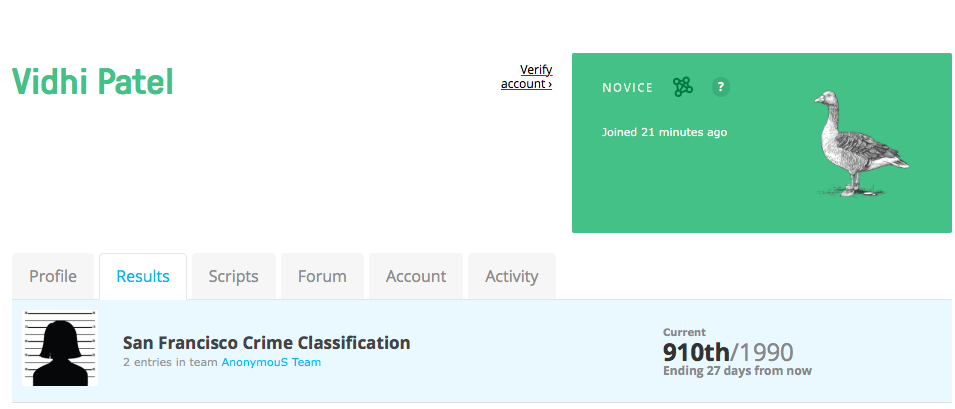 Vidhi Patel
Verify
account ›
NOVICE ?
Joined 21 minutes ago
Profile Results Scripts Forum Account Activity
San Francisco Crime Classification
2 entries in team AnonymouS Team
Current
910th/1990
Ending 27 days from now